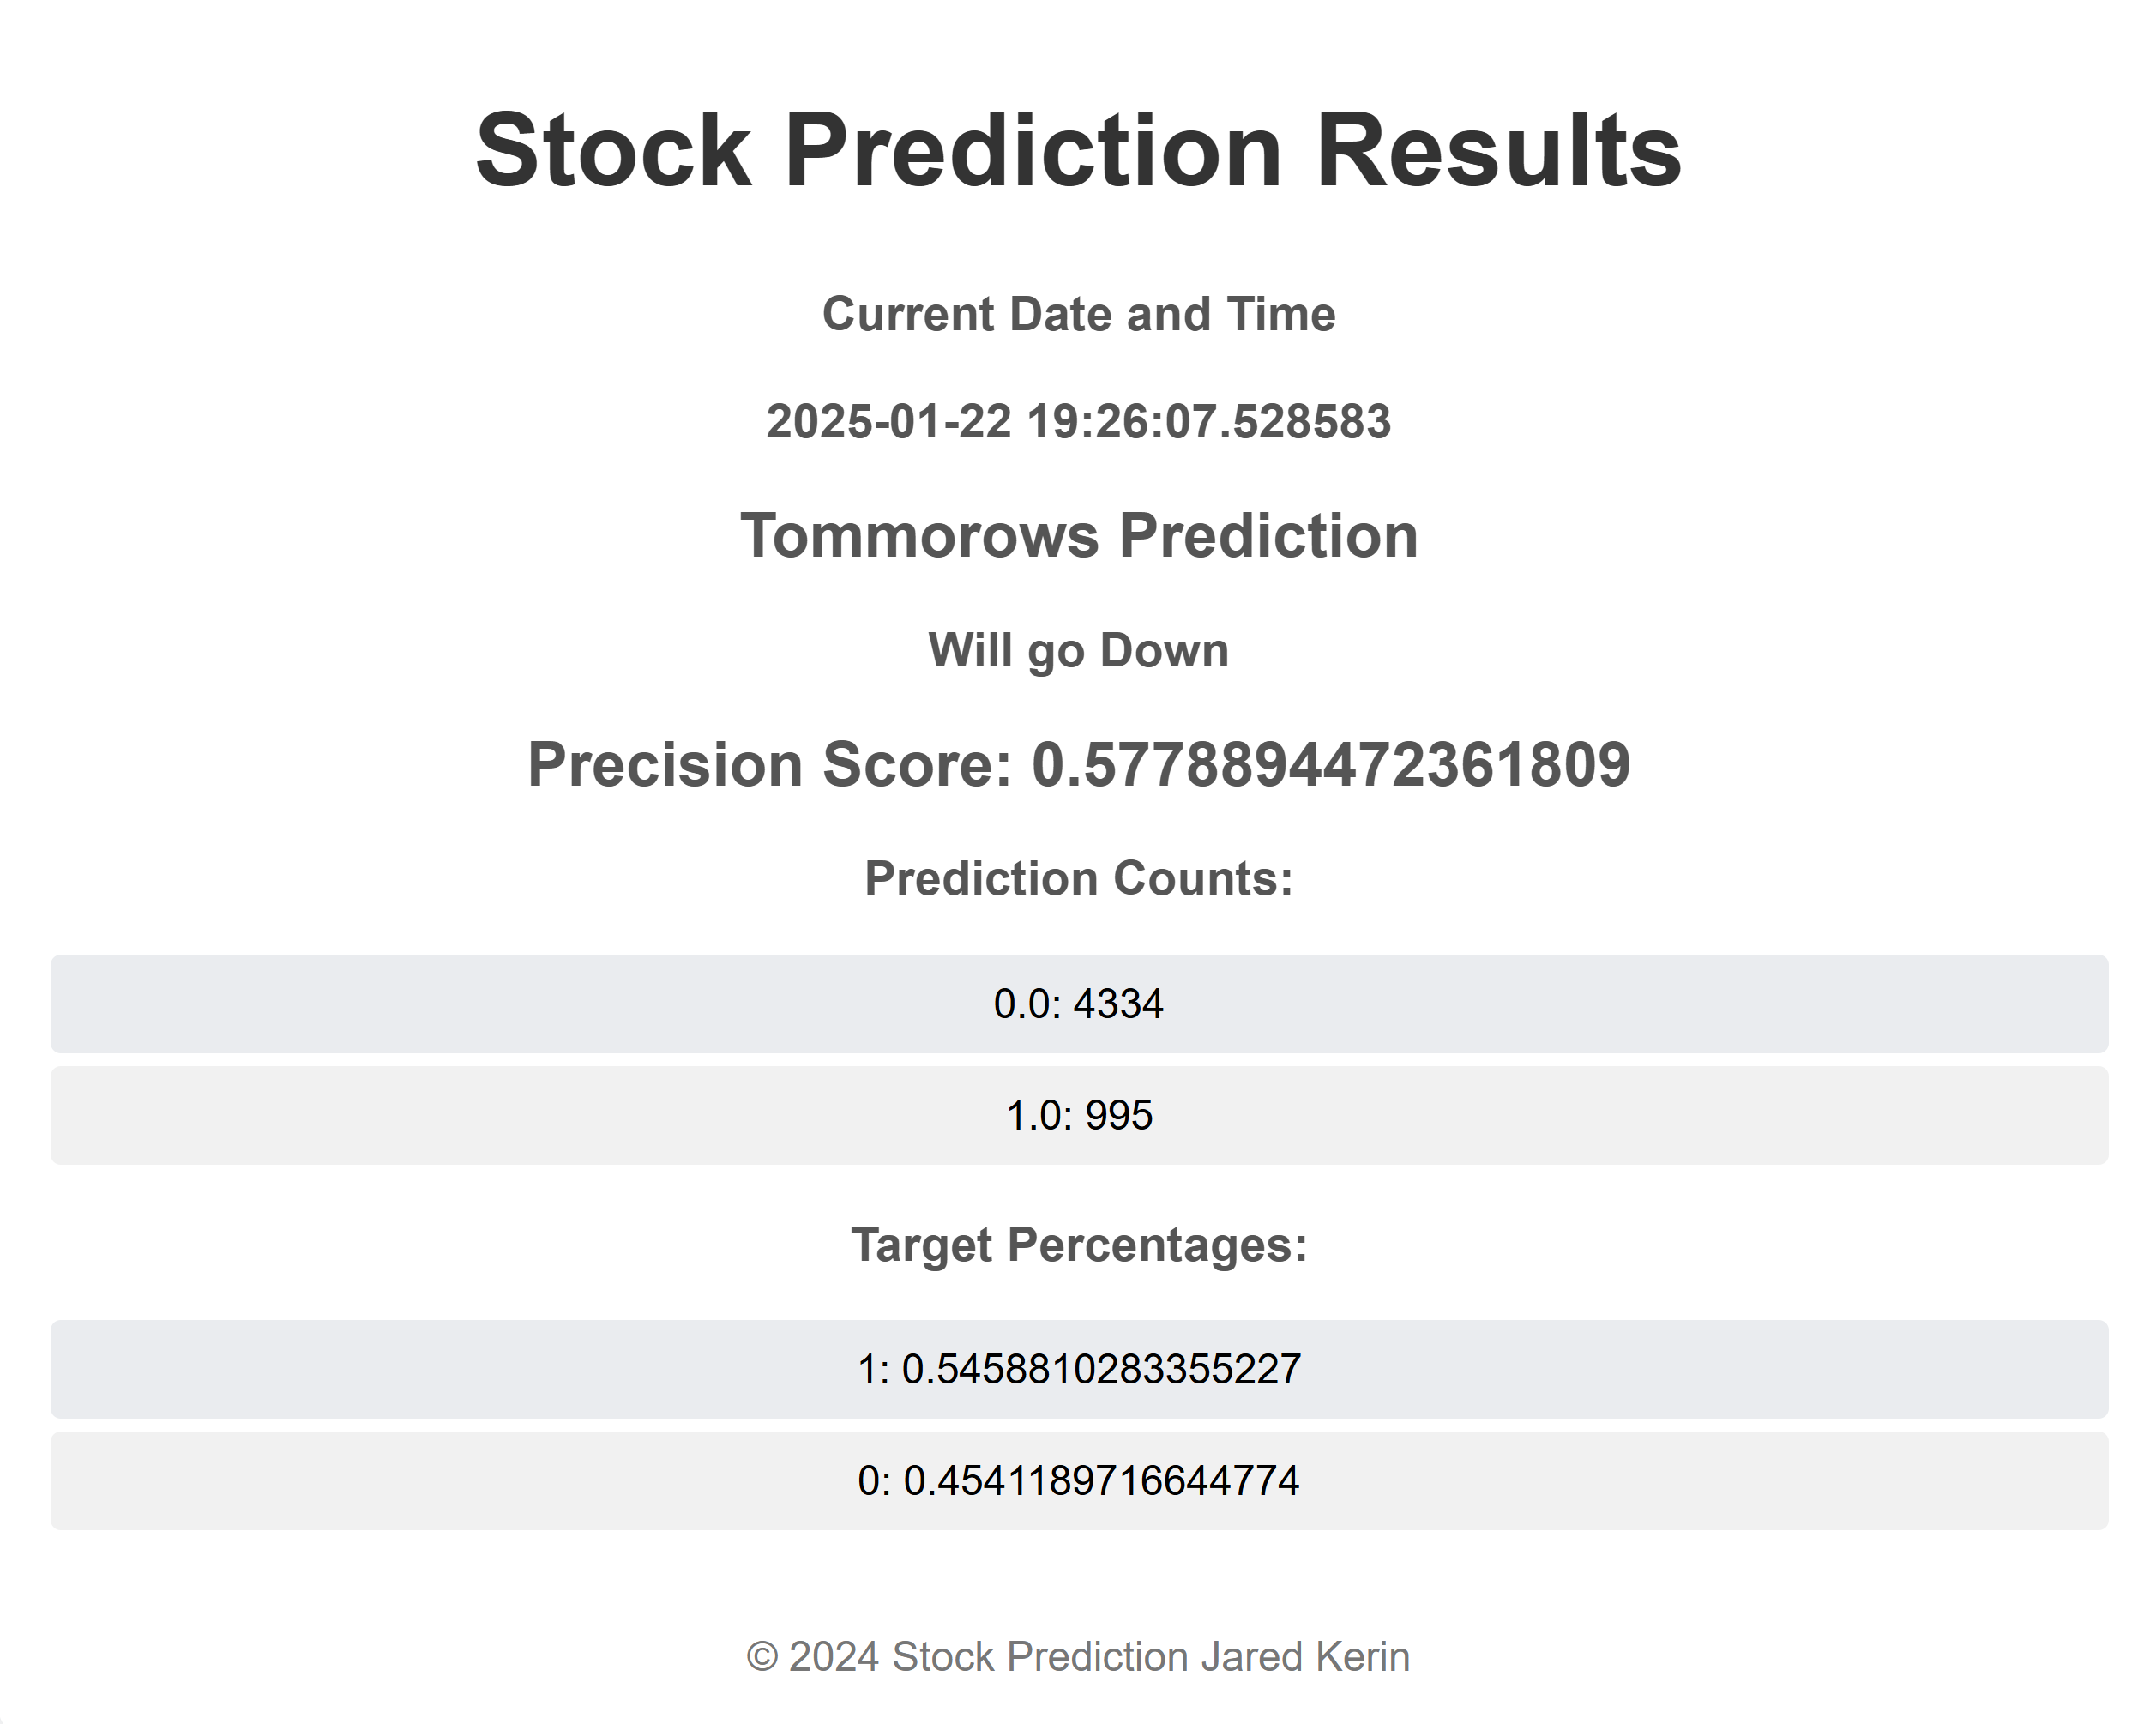 Stock Prediction Results
Current Date and Time
2025-01-22 19:26:07.528583
Tommorows Prediction
Will go Down
Precision Score: 0.5778894472361809
Prediction Counts:
0.0: 4334
1.0: 995
Target Percentages:
1: 0.5458810283355227
0: 0.4541189716644774
© 2024 Stock Prediction Jared Kerin